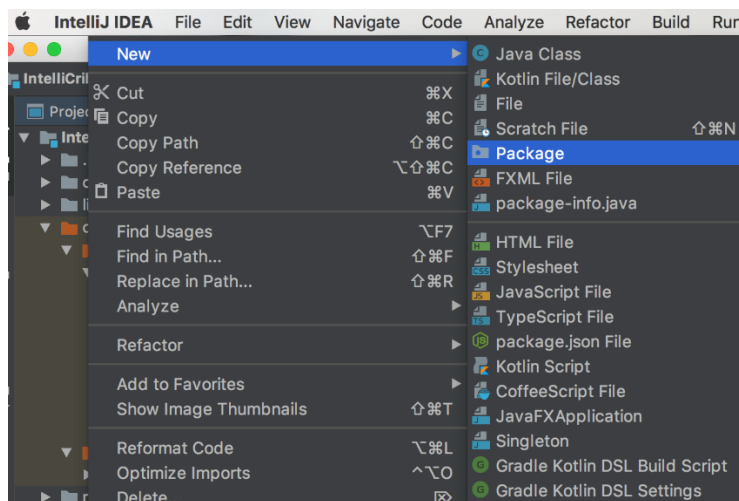 IntelliJ IDEA File Edit View Navigate Code Analyze Refactor Build Run
New
IntelliCri
Cut ⌘X
Projec
Copy ⌘C
Inte
Copy Path ⇧⌘C
Copy Reference ⌥⇧⌘C
Paste ⌘V
Find Usages ⌥F7
Find in Path... ⇧⌘F
Replace in Path... ⇧⌘R
Analyze
Refactor
Add to Favorites
Show Image Thumbnails ⇧⌘T
Reformat Code ⌥⌘L
Optimize Imports ^⌥O
Delete ⌦
Java Class
Kotlin File/Class
File
Scratch File ⇧⌘N
Package
FXML File
package-info.java
HTML File
Stylesheet
JavaScript File
TypeScript File
package.json File
Kotlin Script
CoffeeScript File
JavaFXApplication
Singleton
Gradle Kotlin DSL Build Script
Gradle Kotlin DSL Settings